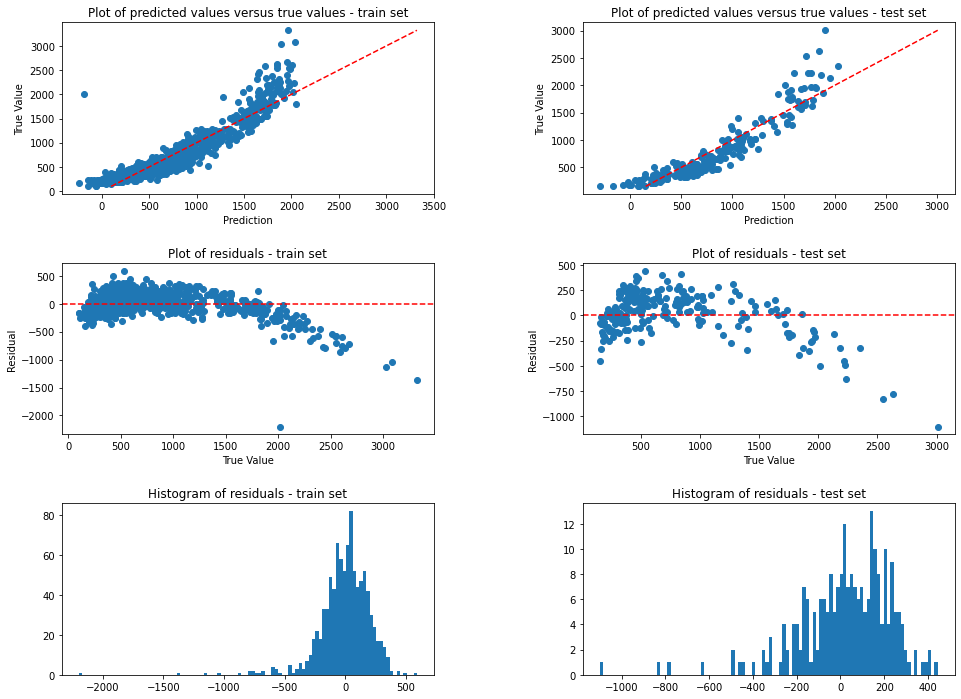 Plot of predicted values versus true values - train set
True Value
3000
2500
2000
1500
1000
500
0
0 500 1000 1500 2000 2500 3000 3500
Prediction
Plot of predicted values versus true values - test set
True Value
3000
2500
2000
1500
1000
500
0 500 1000 1500 2000 2500 3000
Prediction
Plot of residuals - train set
Residual
500
0
−500
−1000
−1500
−2000
0 500 1000 1500 2000 2500 3000
True Value
Plot of residuals - test set
Residual
500
250
0
−250
−500
−750
−1000
500 1000 1500 2000 2500 3000
True Value
Histogram of residuals - train set
80
60
40
20
0
−2000 −1500 −1000 −500 0 500
Histogram of residuals - test set
12
10
8
6
4
2
0
−1000 −800 −600 −400 −200 0 200 400